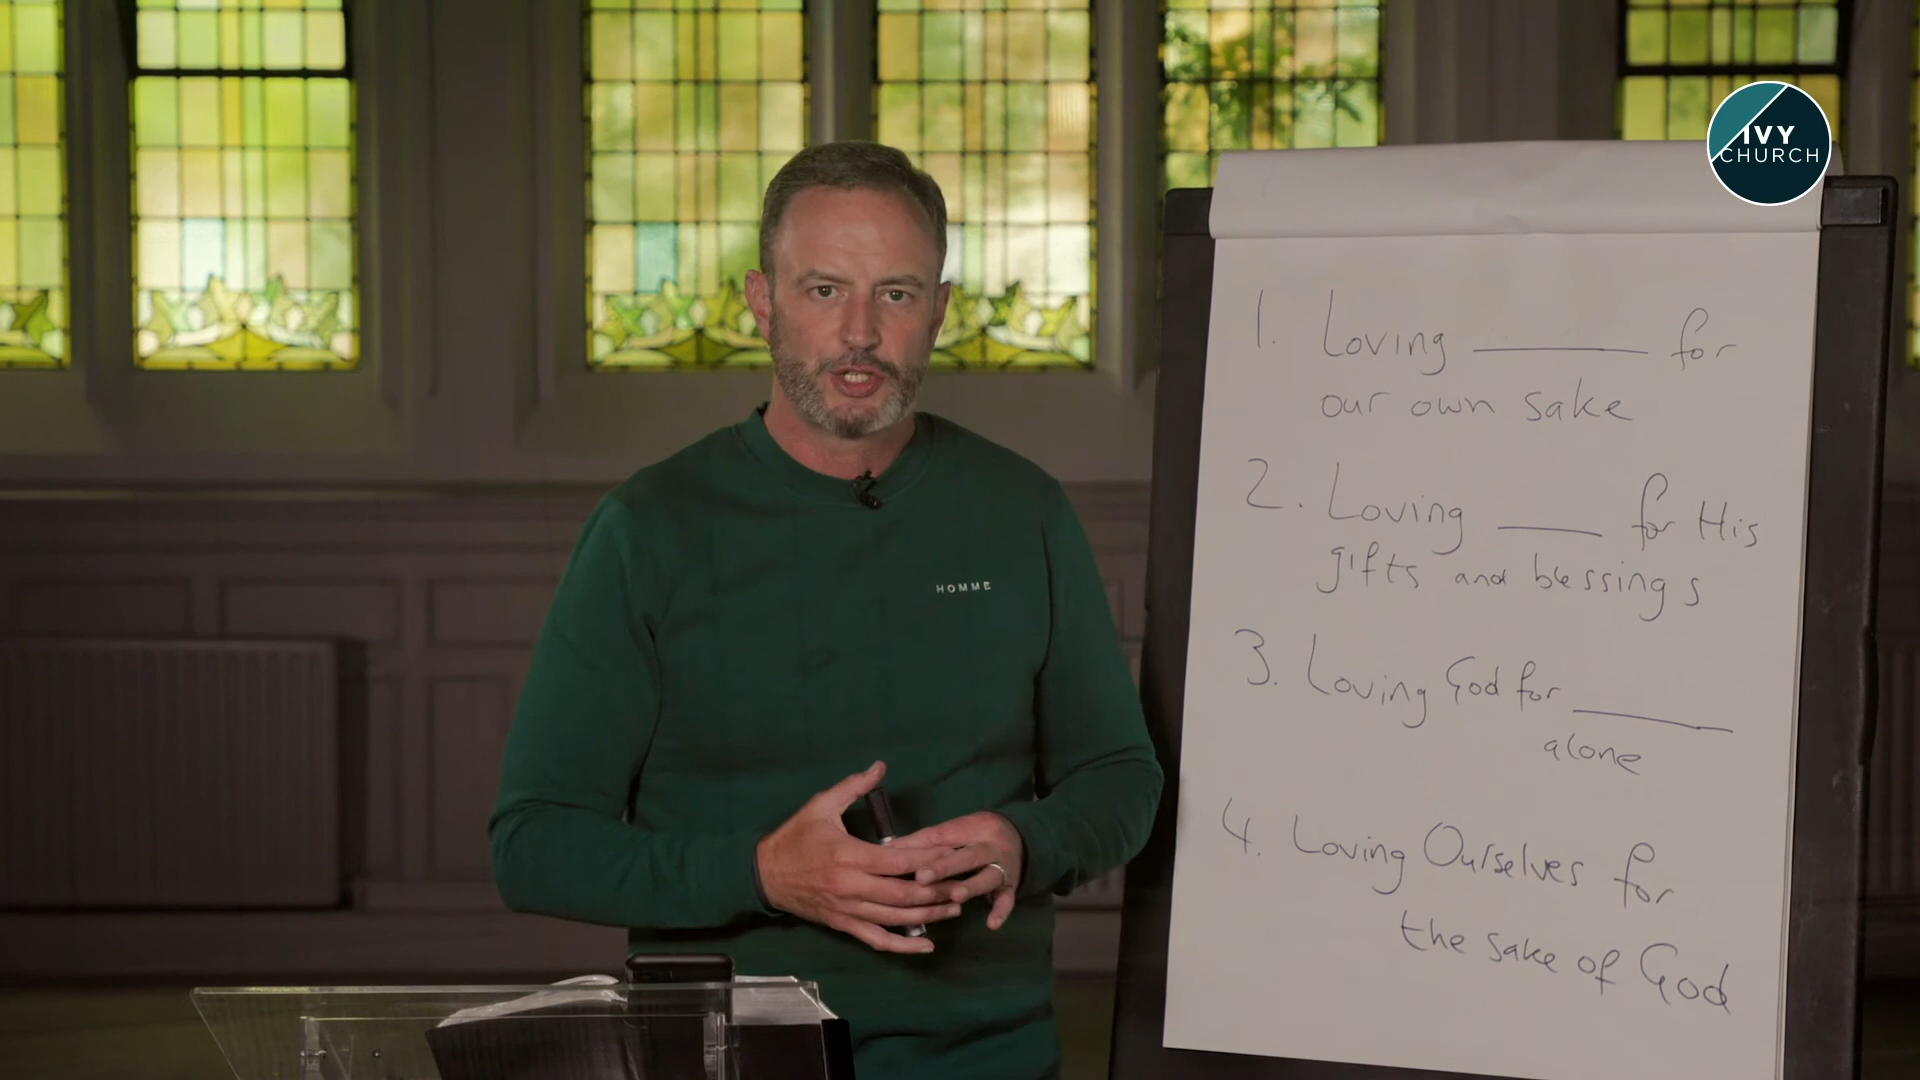 IVY
CHURCH
HOMME
1. Loving ______ for
our own sake
2. Loving ____ for His
gifts and blessings
3. Loving God for ______
alone
4. Loving Ourselves for
the sake of God